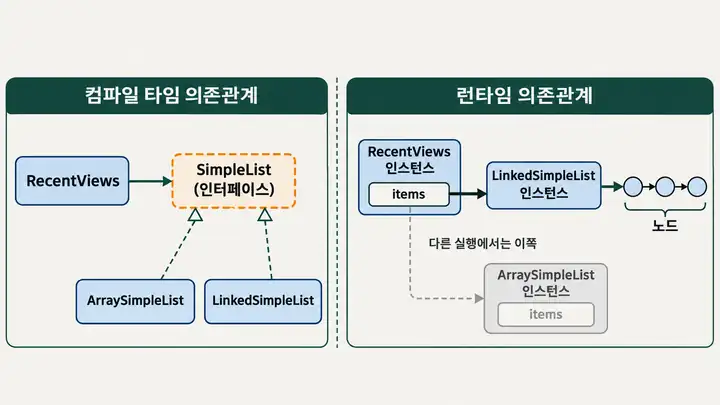 컴파일 타임 의존관계
RecentViews
SimpleList
(인터페이스)
ArraySimpleList
LinkedSimpleList
런타임 의존관계
RecentViews
인스턴스
items
LinkedSimpleList
인스턴스
노드
다른 실행에서는 이쪽
ArraySimpleList
인스턴스
items